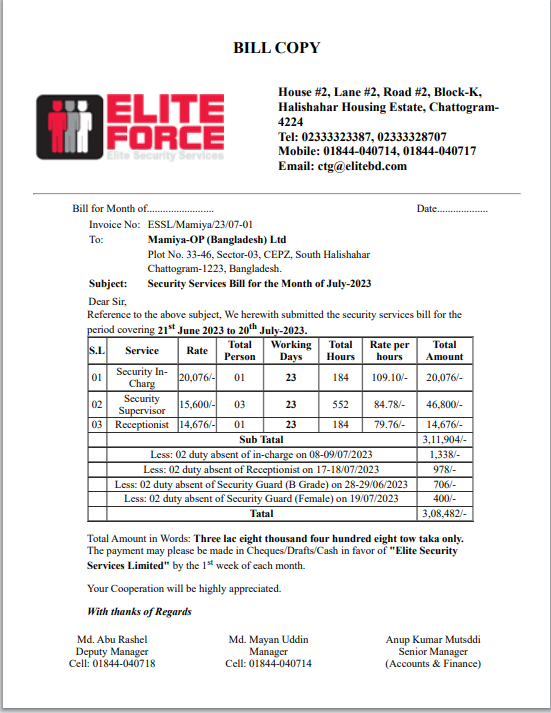 BILL COPY
ELITE
FORCE
Elite Security Services
House #2, Lane #2, Road #2, Block-K,
Halishahar Housing Estate, Chattogram-
4224
Tel: 02333323387, 02333328707
Mobile: 01844-040714, 01844-040717
Email: ctg@elitebd.com
Bill for Month of........................ Date..................
Invoice No: ESSL/Mamiya/23/07-01
To: Mamiya-OP (Bangladesh) Ltd
Plot No. 33-46, Sector-03, CEPZ, South Halishahar
Chattogram-1223, Bangladesh.
Subject: Security Services Bill for the Month of July-2023
Dear Sir,
Reference to the above subject, We herewith submitted the security services bill for the
period covering 21st June 2023 to 20th July-2023.
S.L Service Rate Total Person Working Days Total Hours Rate per hours Total Amount
01 Security In-Charg 20,076/- 01 23 184 109.10/- 20,076/-
02 Security Supervisor 15,600/- 03 23 552 84.78/- 46,800/-
03 Receptionist 14,676/- 01 23 184 79.76/- 14,676/-
Sub Tatal 3,11,904/-
Less: 02 duty absent of in-charge on 08-09/07/2023 1,338/-
Less: 02 duty absent of Receptionist on 17-18/07/2023 978/-
Less: 02 duty absent of Security Guard (B Grade) on 28-29/06/2023 706/-
Less: 02 duty absent of Security Guard (Female) on 19/07/2023 400/-
Tatal 3,08,482/-
Total Amount in Words: Three lac eight thousand four hundred eight tow taka only.
The payment may please be made in Cheques/Drafts/Cash in favor of "Elite Security
Services Limited" by the 1st week of each month.
Your Cooperation will be highly appreciated.
With thanks of Regards
Md. Abu Rashel Md. Mayan Uddin Anup Kumar Mutsddi
Deputy Manager Manager Senior Manager
Cell: 01844-040718 Cell: 01844-040714 (Accounts & Finance)